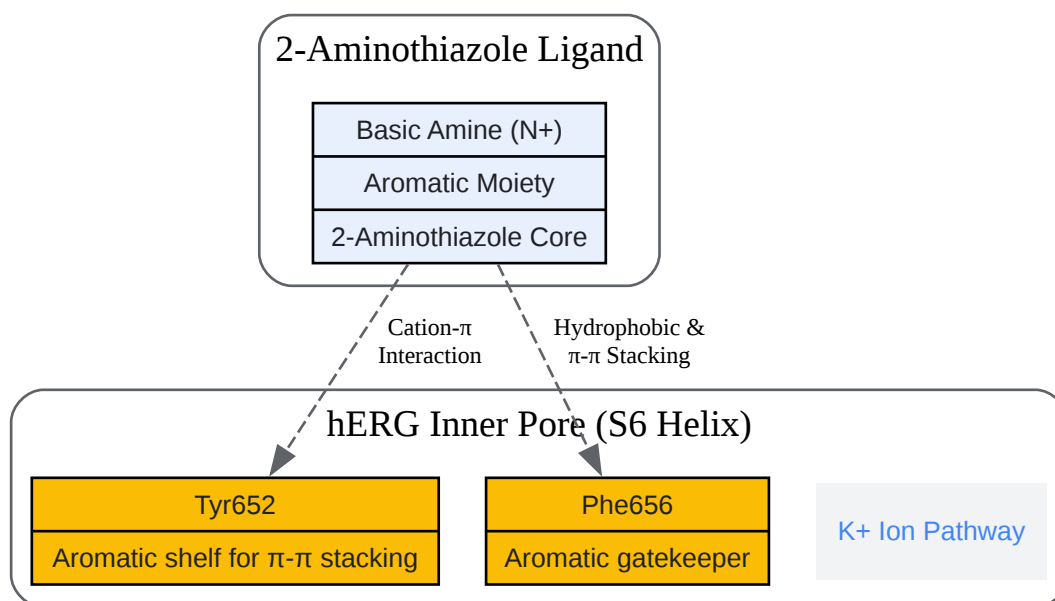 2-Aminothiazole Ligand
Basic Amine (N+)
Aromatic Moiety
2-Aminothiazole Core
Cation-π
Interaction
Hydrophobic &
π-π Stacking
hERG Inner Pore (S6 Helix)
Tyr652
Aromatic shelf for π-π stacking
Phe656
Aromatic gatekeeper
K+ Ion Pathway